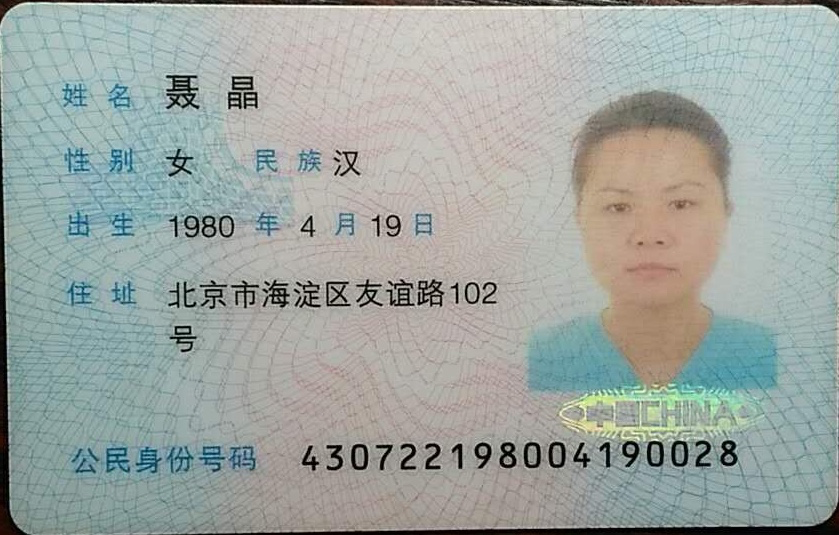 姓名 聂晶
性别 女 民族 汉
出生 1980 年 4 月 19 日
住址 北京市海淀区友谊路102
号
中国CHINA
公民身份号码 430722198004190028